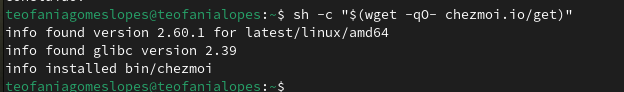 teofaniagomeslopes@teofanialopes:~$ sh -c "$(wget -qO- chezmoi.io/get)"
info found version 2.60.1 for latest/linux/amd64
info found glibc version 2.39
info installed bin/chezmoi
teofaniagomeslopes@teofanialopes:~$